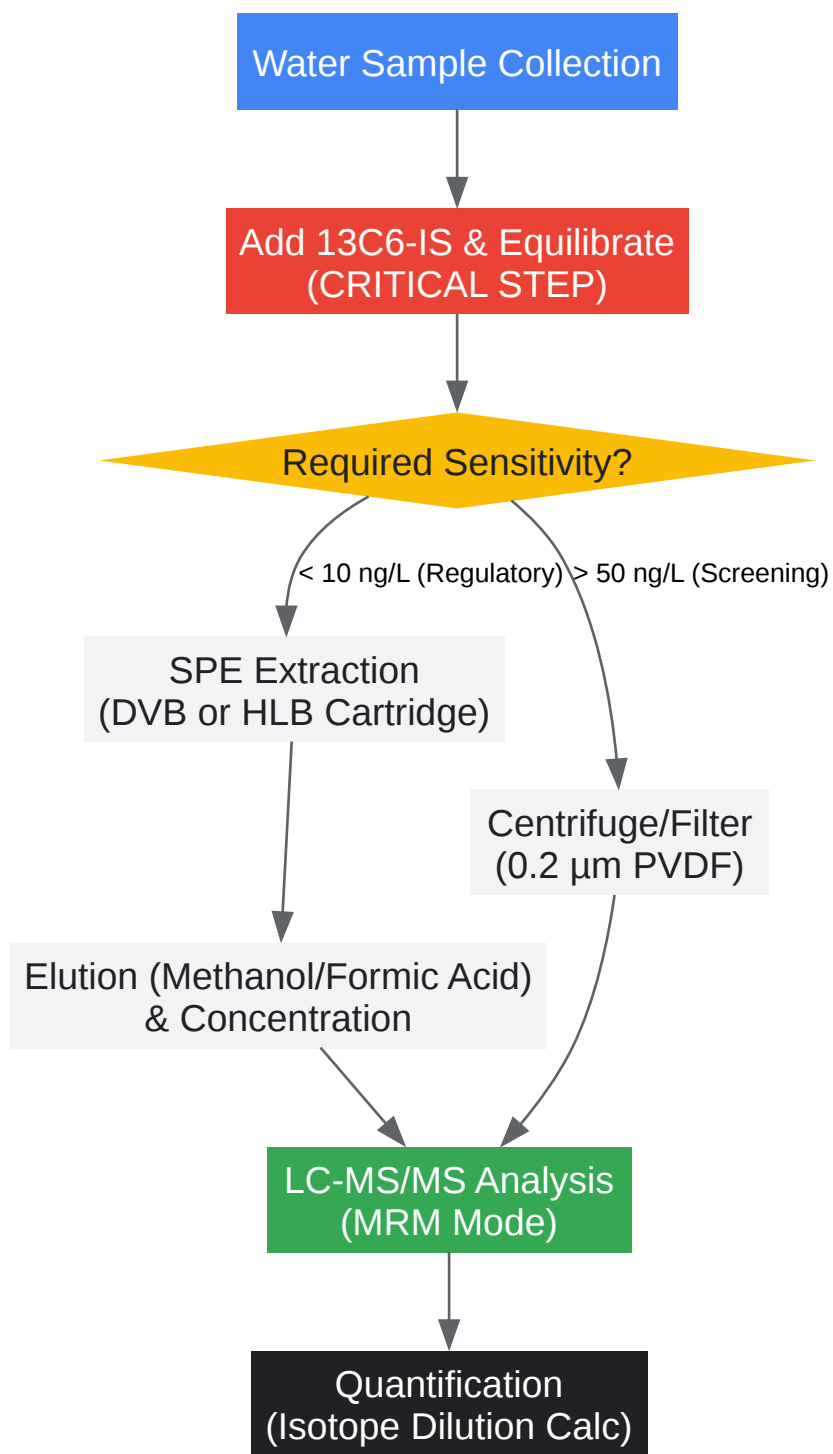 Water Sample Collection
Add 13C6-IS & Equilibrate
(CRITICAL STEP)
Required Sensitivity?
< 10 ng/L (Regulatory)
> 50 ng/L (Screening)
SPE Extraction
(DVB or HLB Cartridge)
Centrifuge/Filter
(0.2 µm PVDF)
Elution (Methanol/Formic Acid)
& Concentration
LC-MS/MS Analysis
(MRM Mode)
Quantification
(Isotope Dilution Calc)